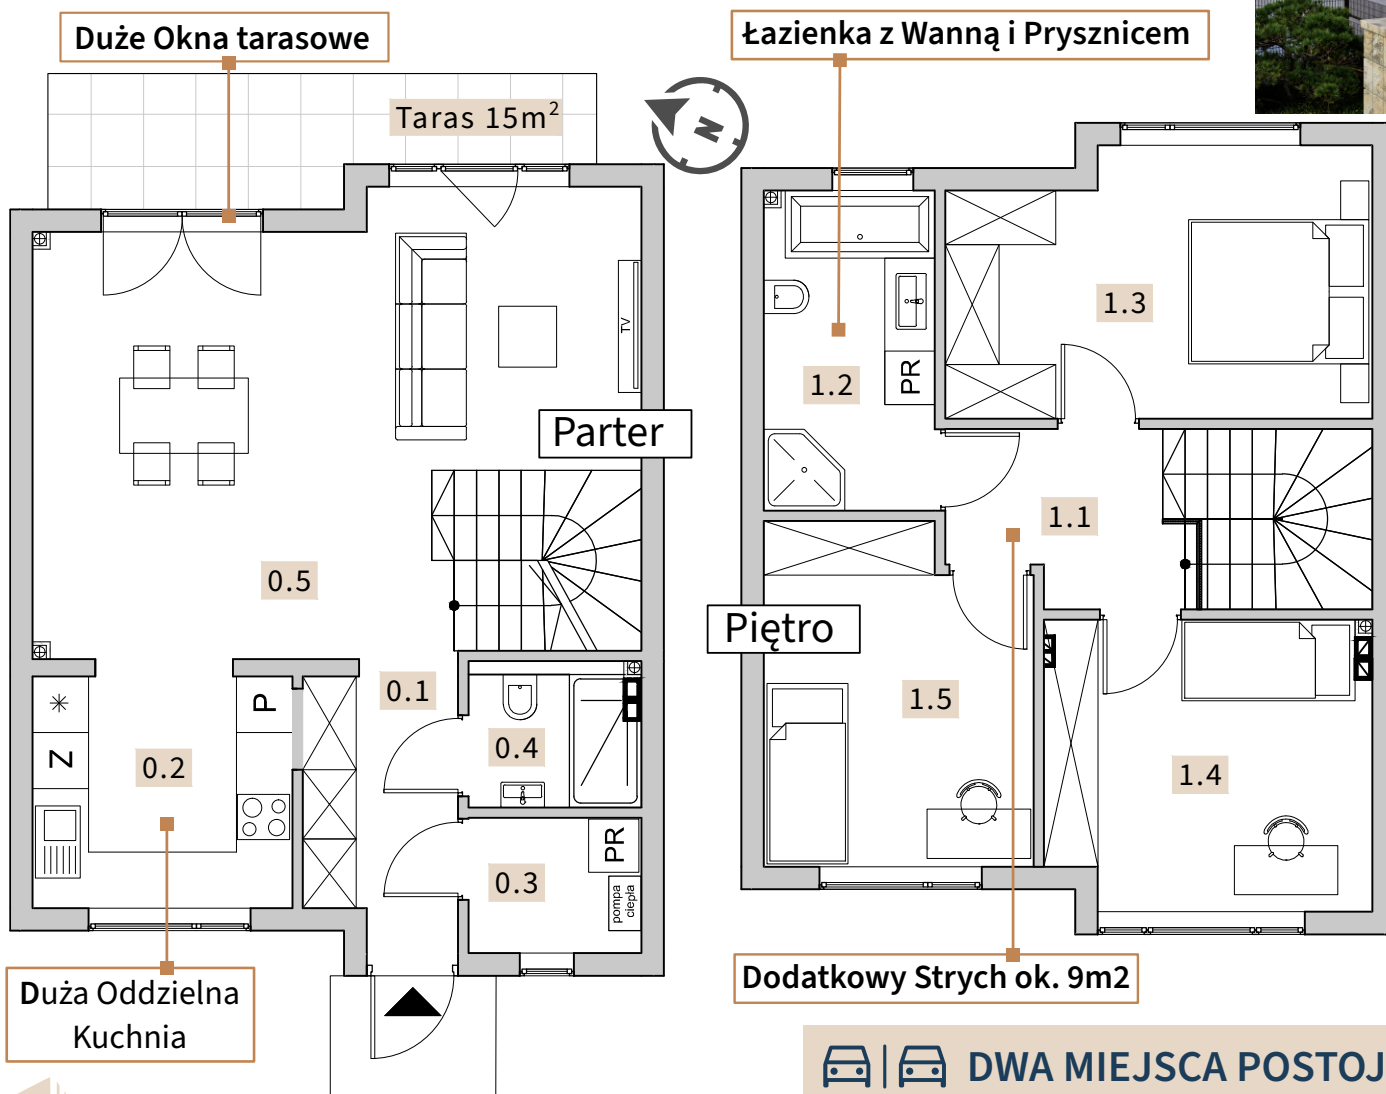 Duże Okna tarasowe
Łazienka z Wanną i Prysznicem
Taras 15m²
N
TV
1.3
1.2
PR
Parter
1.1
0.5
Piętro
0.1
P
1.5
Z
0.4
0.2
1.4
PR
0.3
pompa
ciepła
Dodatkowy Strych ok. 9m2
Duża Oddzielna
Kuchnia
DWA MIEJSCA POSTOJ